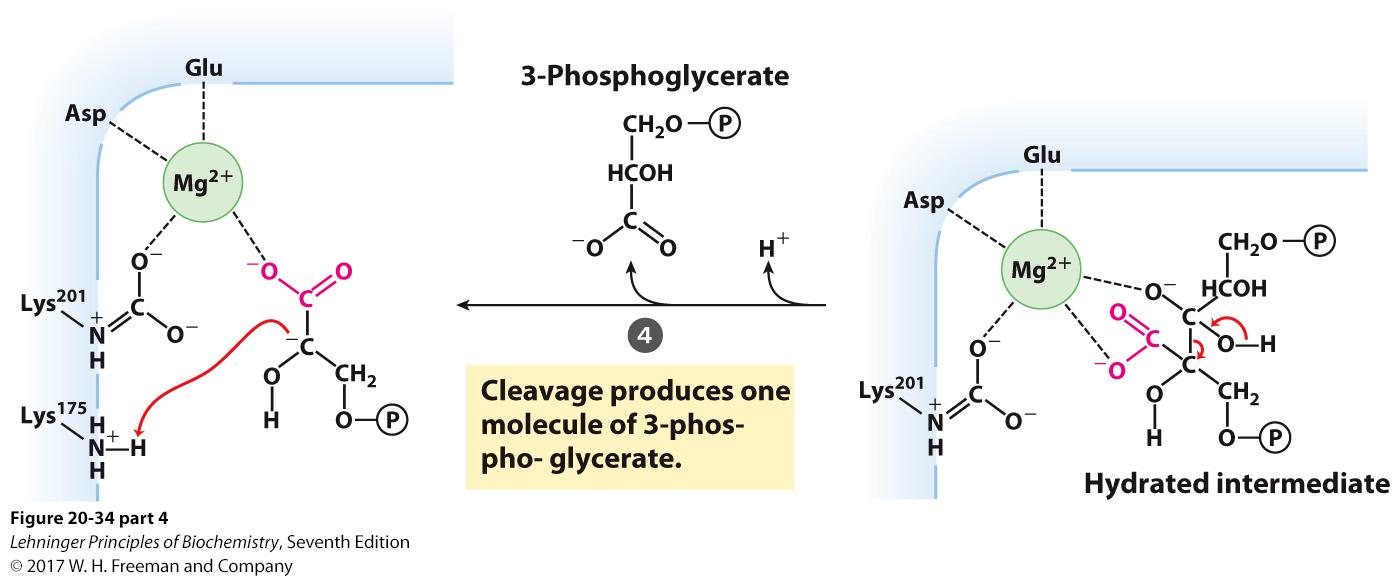 Glu
Asp
Mg2+
O−
−O
O
C
Lys201
+
N
C
O−
H
−C
O
CH2
H
O
P
Lys175
H
N+
H
H
3-Phosphoglycerate
CH2O
P
HCOH
C
−O
O
H+
4
Cleavage produces one
molecule of 3-phos-
pho- glycerate.
Glu
Asp
Mg2+
CH2O
P
O−
HCOH
O
C
O
H
C
−O
C
O−
Lys201
C
O
CH2
+
N
O−
H
H
O
P
Hydrated intermediate
Figure 20-34 part 4
Lehninger Principles of Biochemistry, Seventh Edition
© 2017 W. H. Freeman and Company